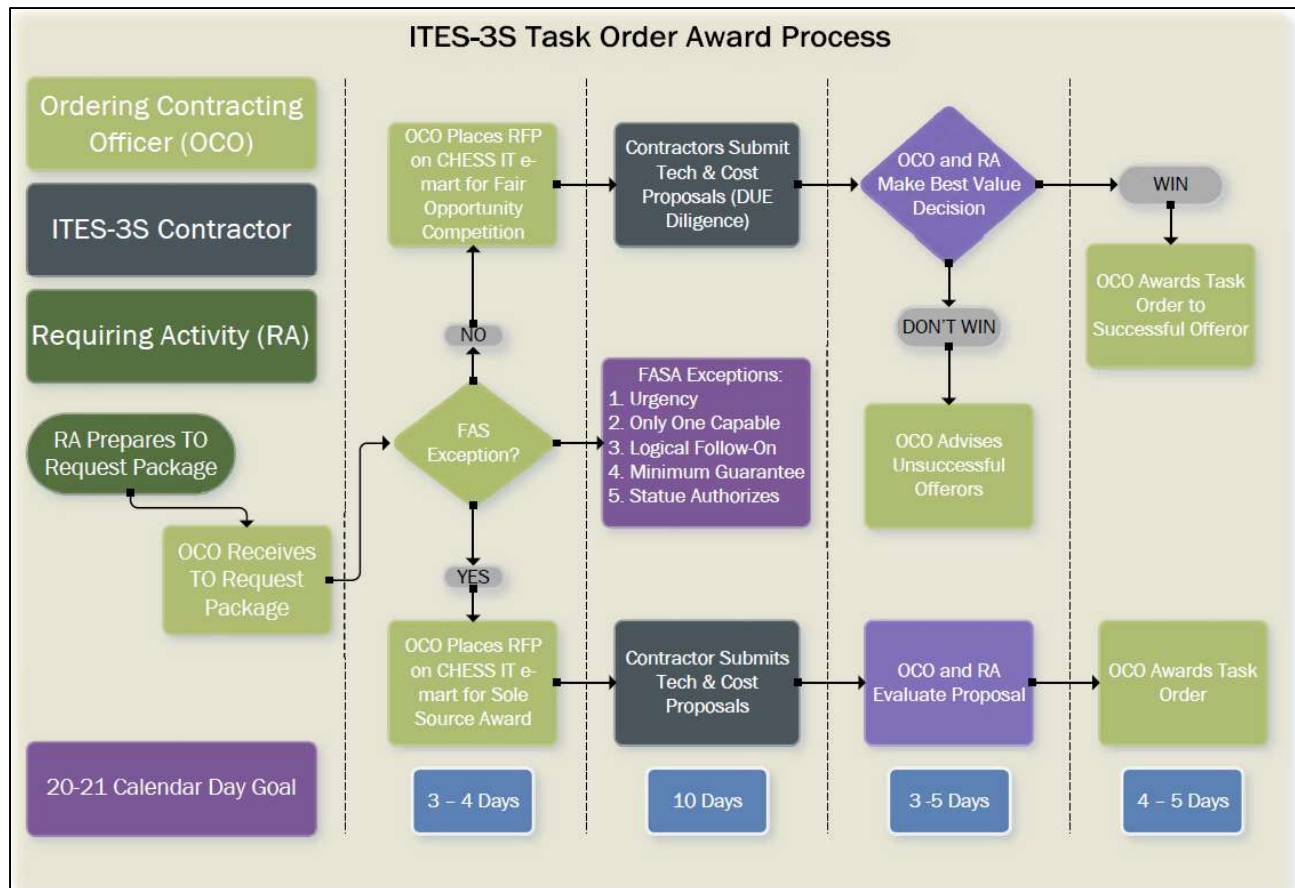 ITES-3S Task Order Award Process
Ordering Contracting
Officer (OCO)
ITES-3S Contractor
Requiring Activity (RA)
RA Prepares TO
Request Package
OCO Receives
TO Request
Package
20-21 Calendar Day Goal
OCO Places RFP
on CHESS IT e-
mart for Fair
Opportunity
Competition
NO
FAS
Exception?
YES
OCO Places RFP
on CHESS IT e-
mart for Sole
Source Award
3 – 4 Days
Contractors Submit
Tech & Cost
Proposals (DUE
Diligence)
FASA Exceptions:
1. Urgency
2. Only One Capable
3. Logical Follow-On
4. Minimum Guarantee
5. Statue Authorizes
Contractor Submits
Tech & Cost
Proposals
10 Days
OCO and RA
Make Best Value
Decision
DON'T WIN
OCO Advises
Unsuccessful
Offerors
OCO and RA
Evaluate Proposal
3 -5 Days
WIN
OCO Awards Task
Order to
Successful Offeror
OCO Awards Task
Order
4 – 5 Days